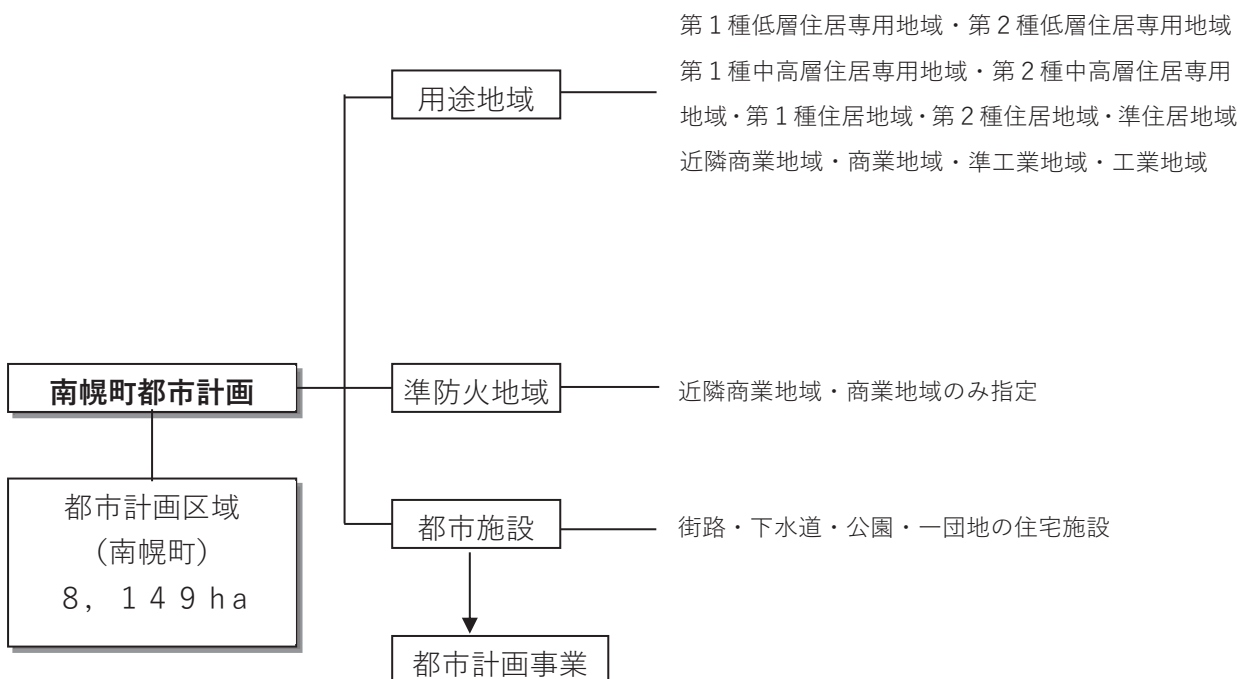 第１種低層住居専用地域・第２種低層住居専用地域
用途地域
第１種中高層住居専用地域・第２種中高層住居専用
地域・第１種住居地域・第２種住居地域・準住居地域
近隣商業地域・商業地域・準工業地域・工業地域
南幌町都市計画
準防火地域
近隣商業地域・商業地域のみ指定
都市計画区域
（南幌町）
８，１４９ｈａ
都市施設
街路・下水道・公園・一団地の住宅施設
都市計画事業